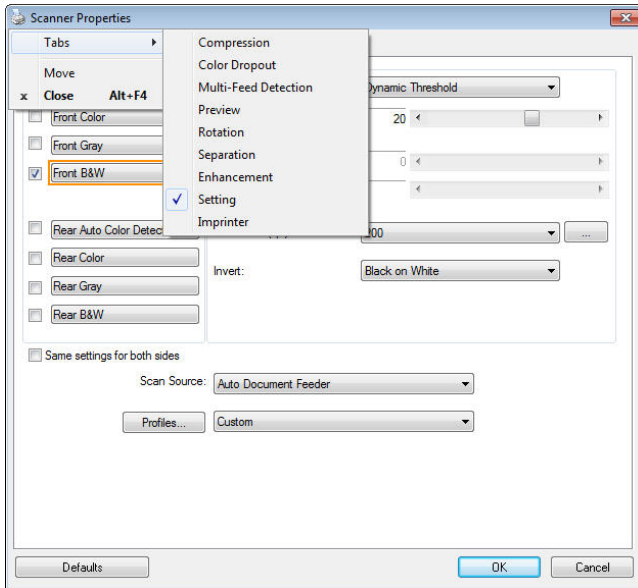 Scanner Properties
Tabs
Move
x Close Alt+F4
Compression
Color Dropout
Multi-Feed Detection
Preview
Rotation
Separation
Enhancement
Setting
Imprinter
Dynamic Threshold
Front Color
20
Front Gray
0
Front B&W
Rear Auto Color Detect
200
...
Rear Color
Invert:
Black on White
Rear Gray
Rear B&W
Same settings for both sides
Scan Source:
Auto Document Feeder
Profiles...
Custom
Defaults
OK
Cancel